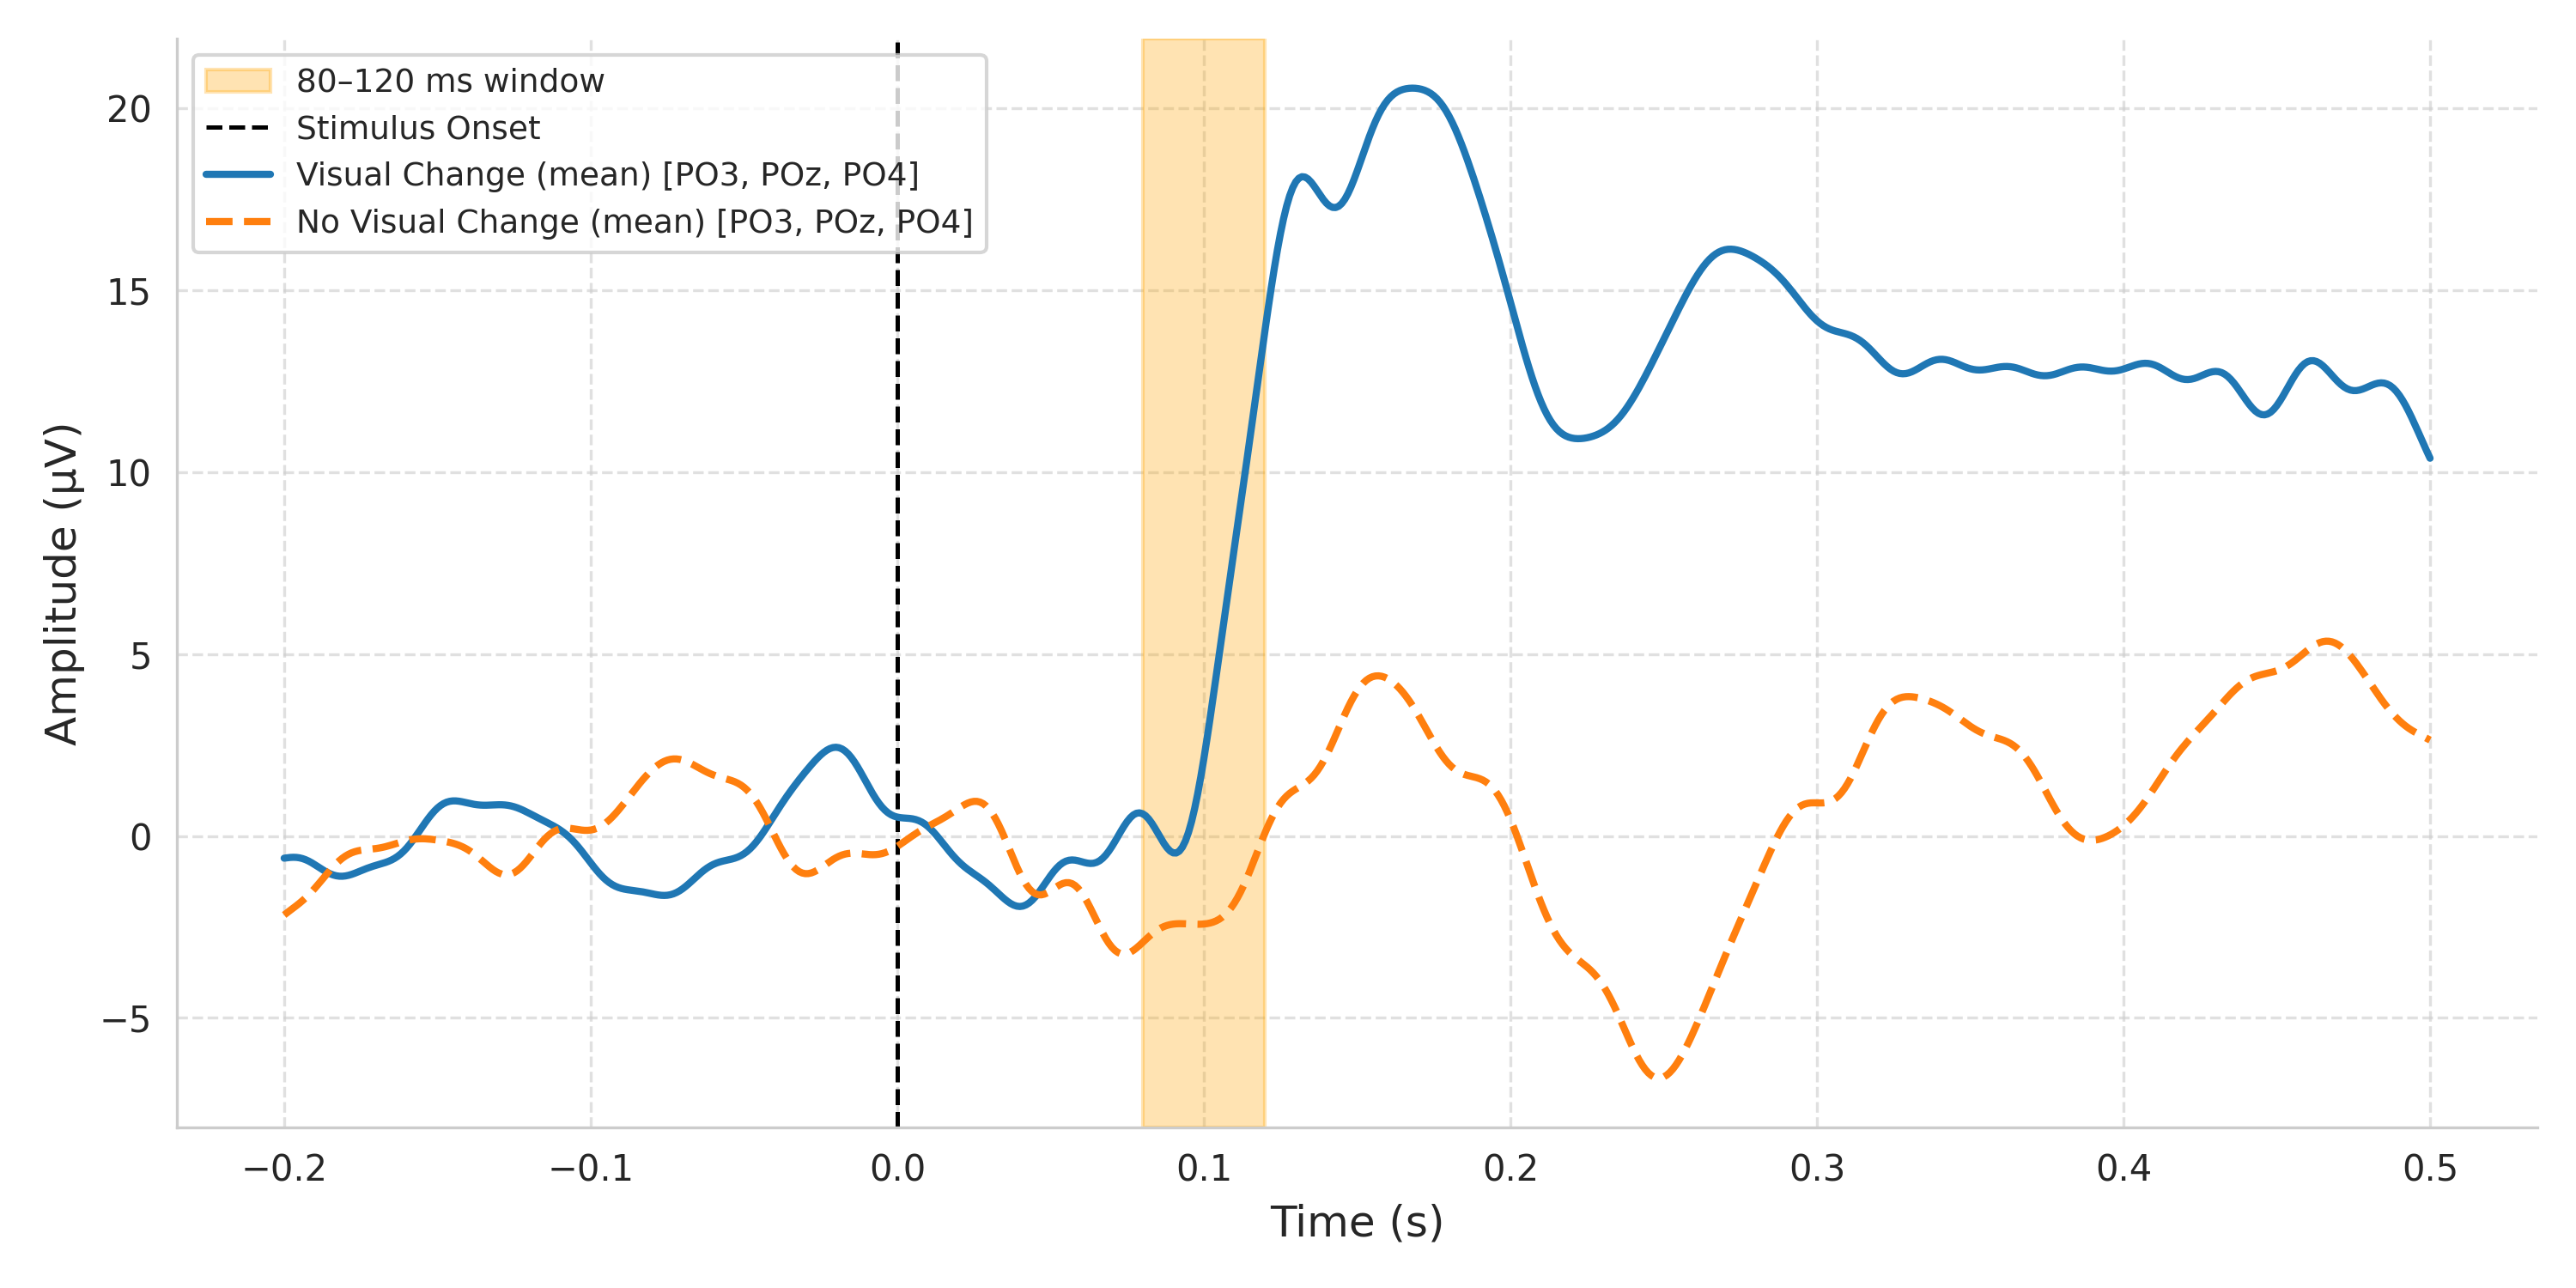 80–120 ms window
Stimulus Onset
Visual Change (mean) [PO3, POz, PO4]
No Visual Change (mean) [PO3, POz, PO4]
20
15
10
5
0
−5
Amplitude (µV)
−0.2 −0.1 0.0 0.1 0.2 0.3 0.4 0.5
Time (s)